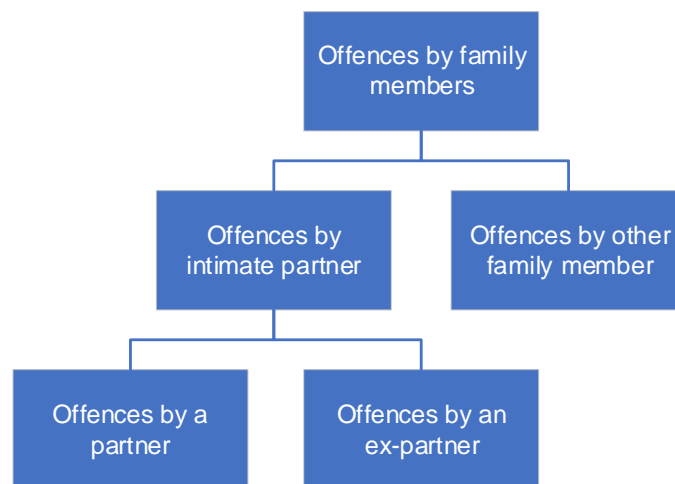 Offences by family
members
Offences by
intimate partner
Offences by other
family member
Offences by a
partner
Offences by an
ex-partner